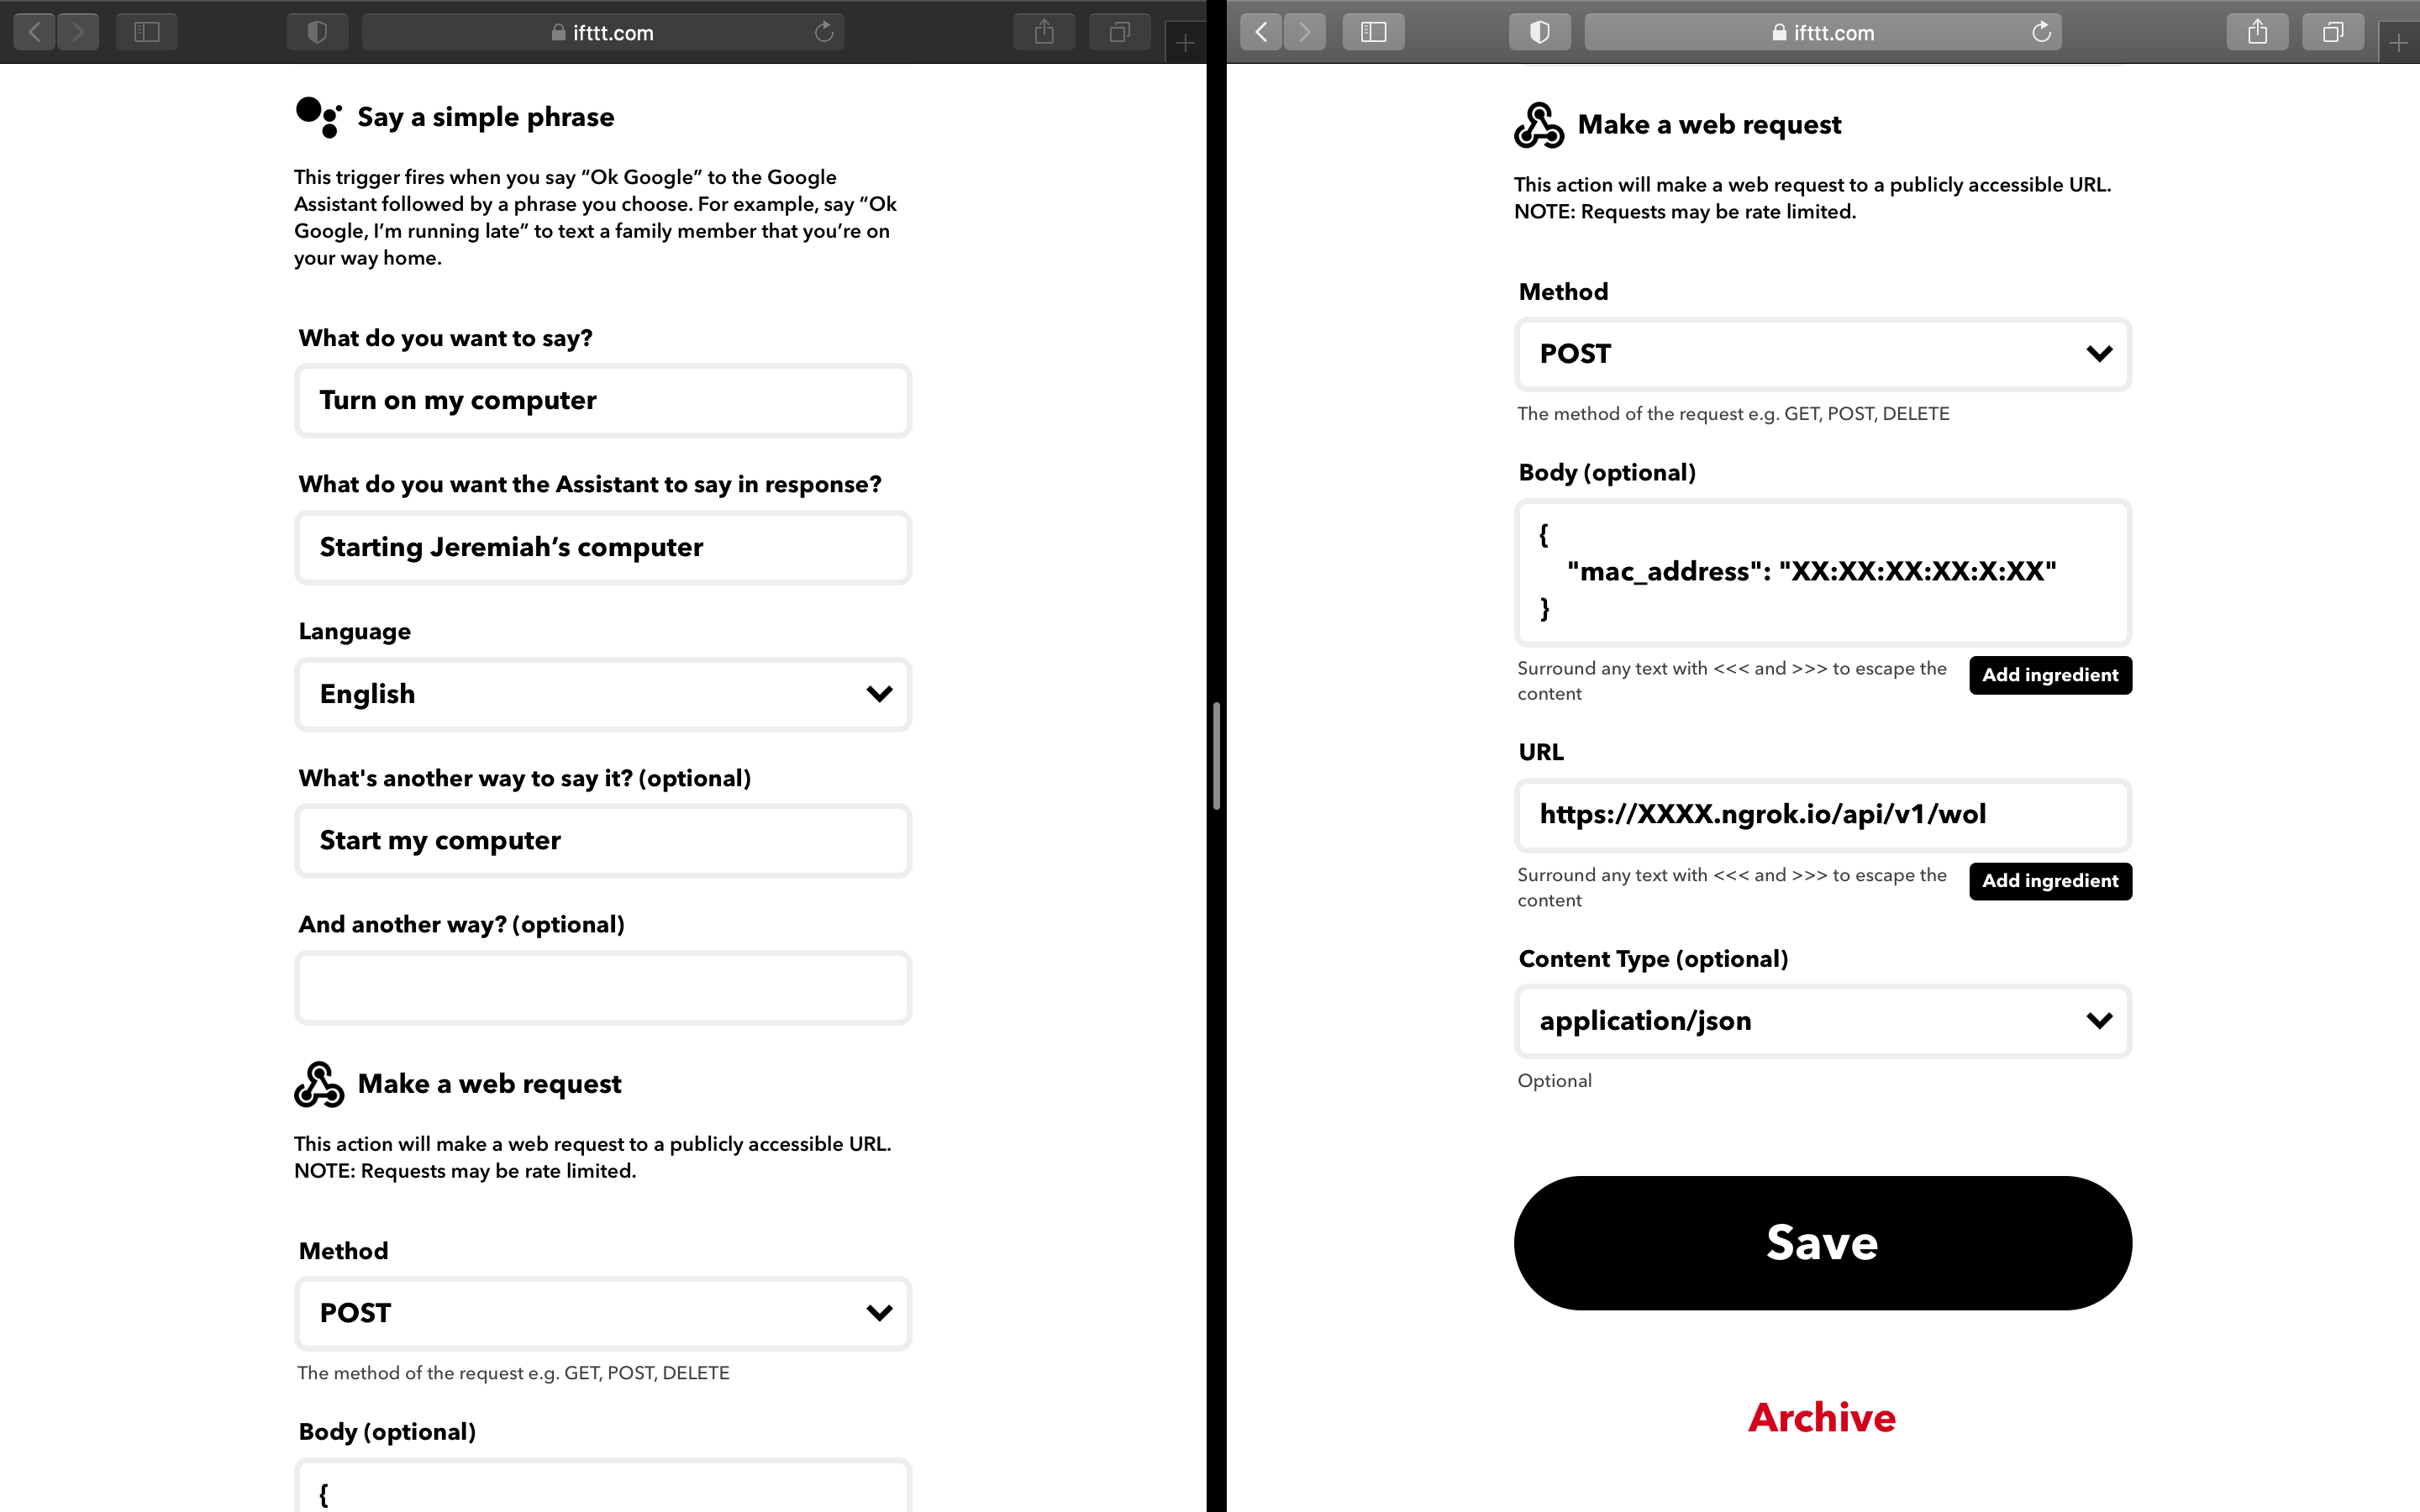 ifttt.com
Say a simple phrase
This trigger fires when you say “Ok Google” to the Google
Assistant followed by a phrase you choose. For example, say “Ok
Google, I’m running late” to text a family member that you’re on
your way home.
What do you want to say?
Turn on my computer
What do you want the Assistant to say in response?
Starting Jeremiah’s computer
Language
English
What's another way to say it? (optional)
Start my computer
And another way? (optional)
Make a web request
This action will make a web request to a publicly accessible URL.
NOTE: Requests may be rate limited.
Method
POST
The method of the request e.g. GET, POST, DELETE
Body (optional)
{
ifttt.com
Make a web request
This action will make a web request to a publicly accessible URL.
NOTE: Requests may be rate limited.
Method
POST
The method of the request e.g. GET, POST, DELETE
Body (optional)
{
"mac_address": "XX:XX:XX:XX:X:XX"
}
Surround any text with <<< and >>> to escape the
content
Add ingredient
URL
https://XXXX.ngrok.io/api/v1/wol
Surround any text with <<< and >>> to escape the
content
Add ingredient
Content Type (optional)
application/json
Optional
Save
Archive